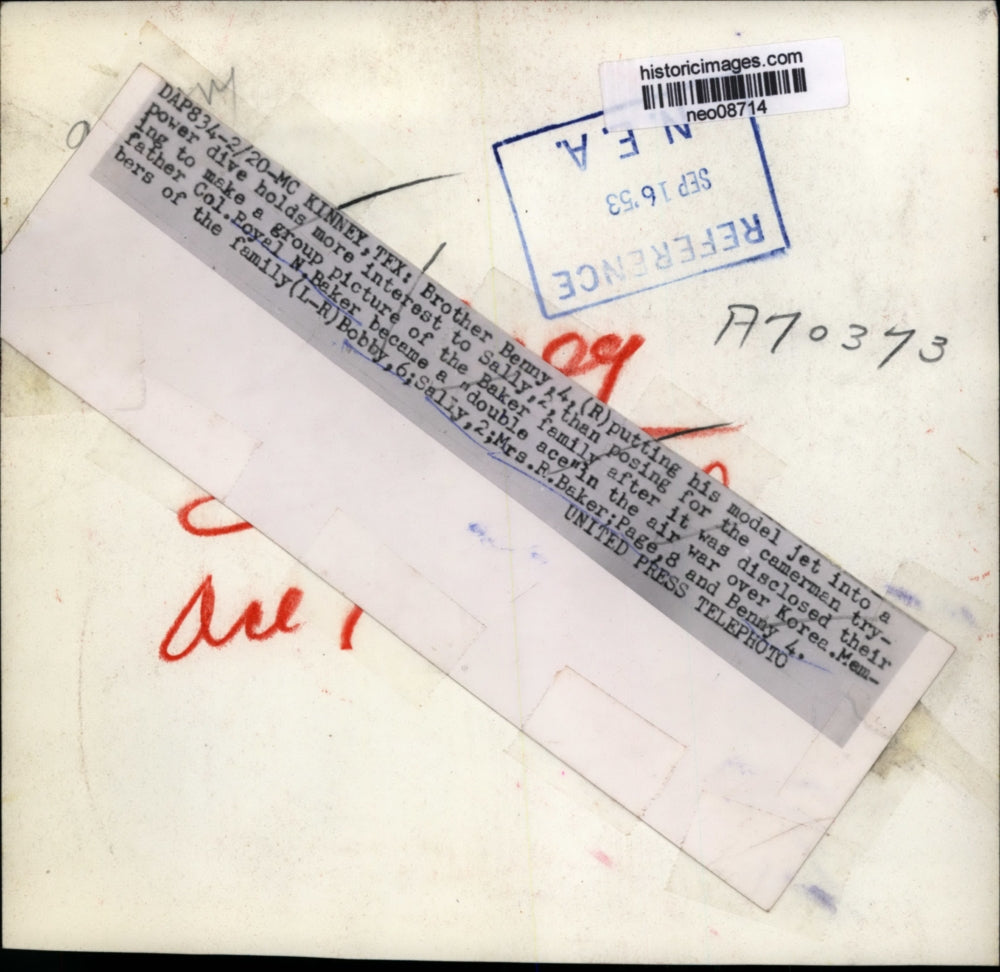 historicimages.com
neo08714
N. E. A.
SEP 16 '53
REFERENCE
A70373
DAP834-2/20-MC KINNEY, TEX: Brother Benny,4,(R)putting his model jet into a
power dive holds more interest to Sally,2,than posing for the camerman try-
ing to make a group picture of the Baker family after it was disclosed their
father Col.Royal N.Baker became a "double ace"in the air war over Korea.Mem-
bers of the family(L-R)Bobby,6;Sally,2;Mrs.R.Baker;Page,8 and Benny 4.
UNITED PRESS TELEPHOTO
Ace